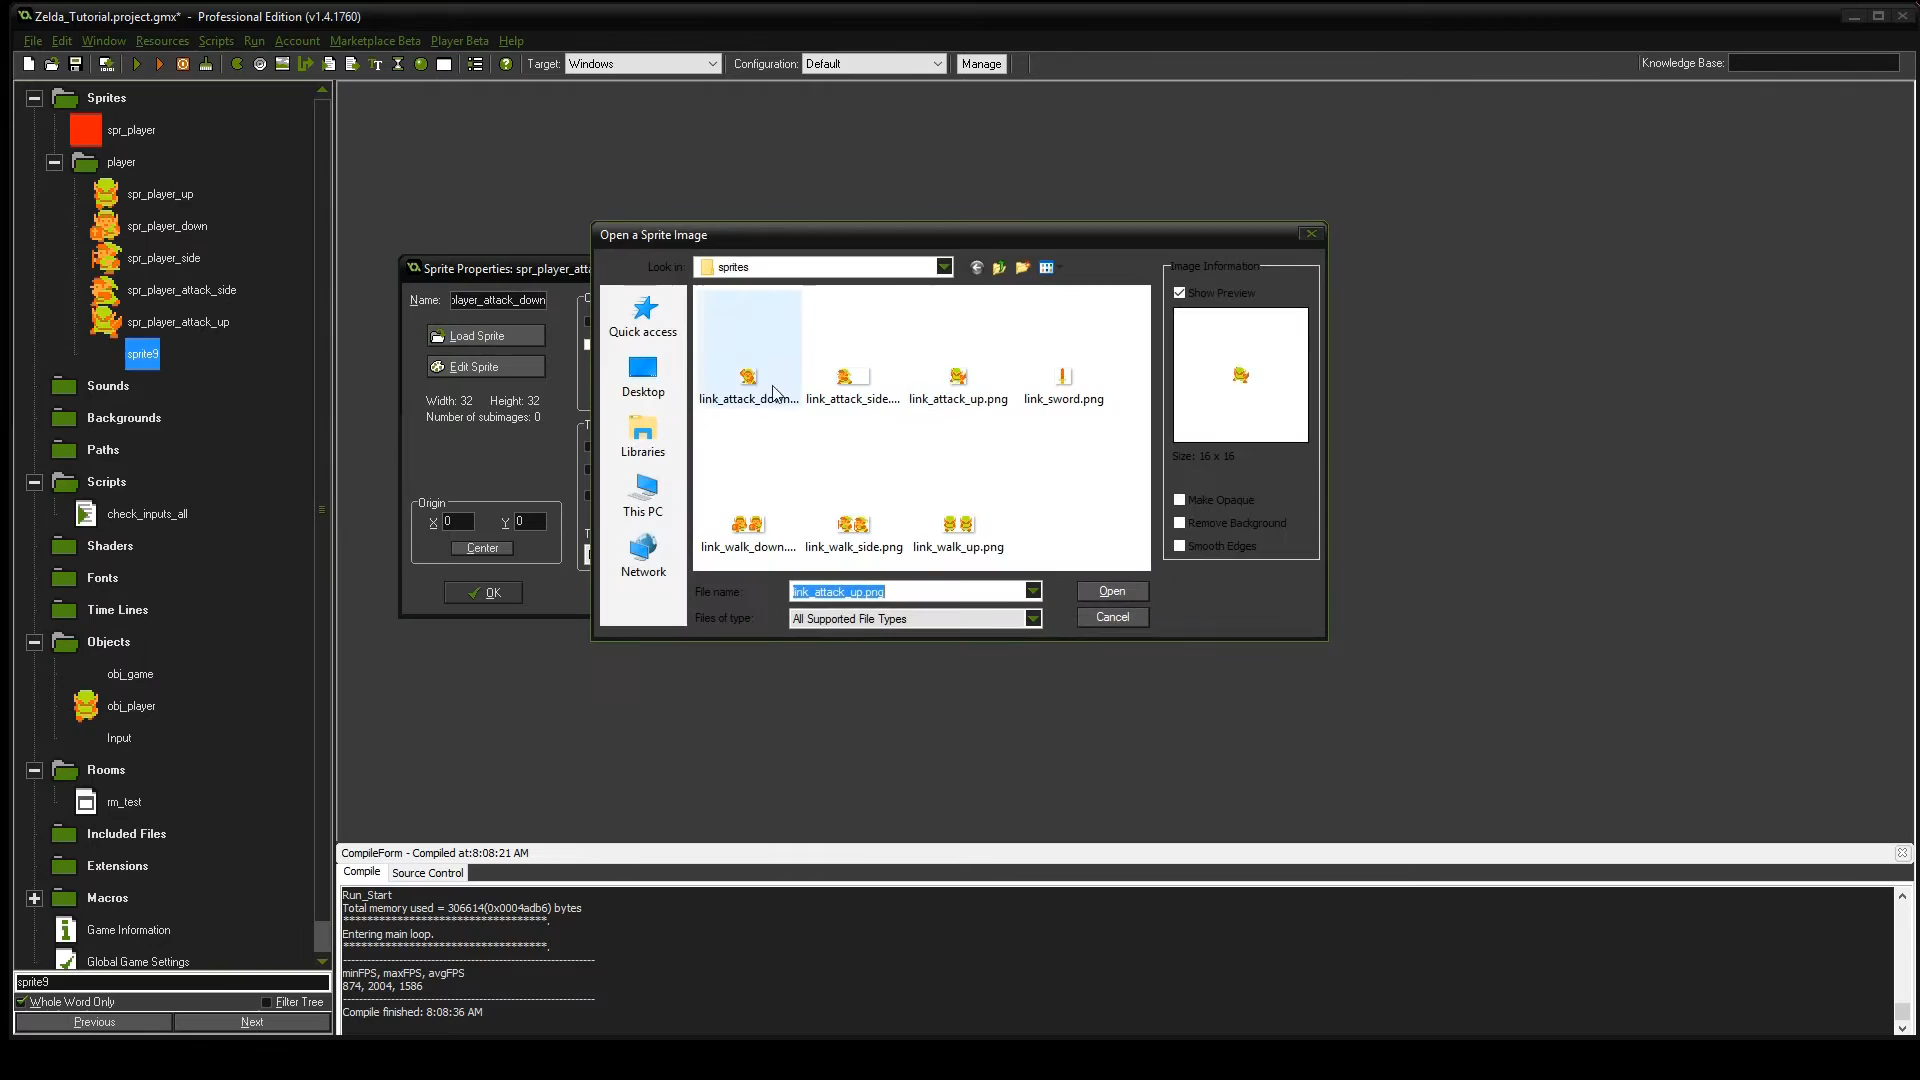 Zelda_Tutorial.project.gmx*  -  Professional Edition (v1.4.1760)
File Edit Window Resources Scripts Run Account Marketplace Beta Player Beta Help
Target: Windows Configuration: Default Manage Knowledge Base:
Sprites
spr_player
player
spr_player_up
spr_player_down
spr_player_side
spr_player_attack_side
spr_player_attack_up
sprite9
Sounds
Backgrounds
Paths
Scripts
check_inputs_all
Shaders
Fonts
Time Lines
Objects
obj_game
obj_player
Input
Rooms
rm_test
Included Files
Extensions
Macros
Game Information
Global Game Settings
sprite9
Whole Word Only Filter Tree
Previous Next
Sprite Properties: spr_player_att
Name: player_attack_down
Load Sprite
Edit Sprite
Width: 32 Height: 32
Number of subimages: 0
Origin
X 0 Y 0
Center
OK
Open a Sprite Image
Look in: sprites
Quick access
Desktop
Libraries
This PC
Network
link_attack_down... link_attack_side.... link_attack_up.png link_sword.png
link_walk_down.... link_walk_side.png link_walk_up.png
File name: link_attack_up.png Open
Files of type: All Supported File Types Cancel
Image Information
Show Preview
Size: 16 x 16
Make Opaque
Remove Background
Smooth Edges
CompileForm - Compiled at:8:08:21 AM
Compile Source Control
Run_Start
Total memory used = 306614(0x0004adb6) bytes
**********************************.
Entering main loop.
**********************************.
minFPS, maxFPS, avgFPS
874, 2004, 1586
Compile finished: 8:08:36 AM